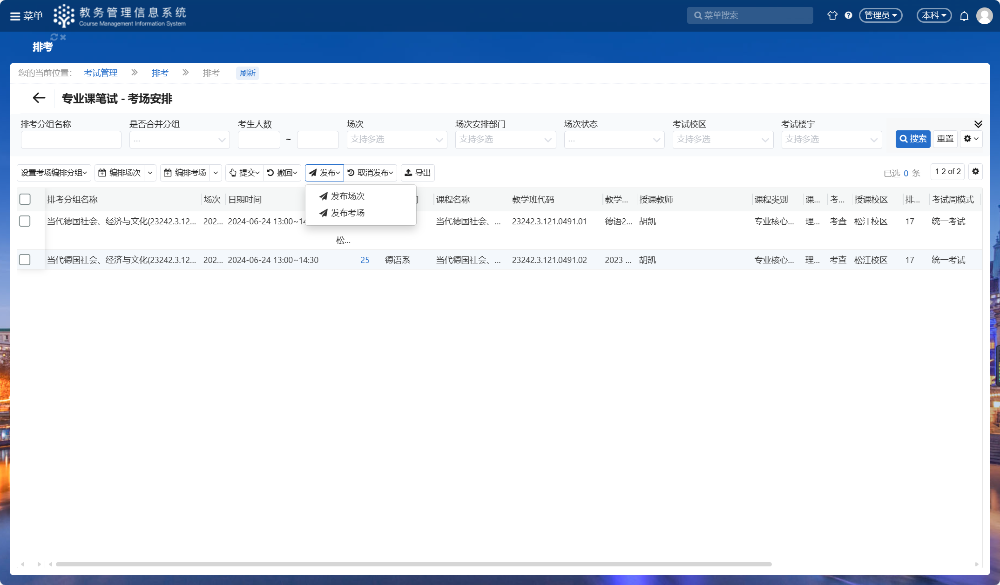 菜单
教务管理信息系统
Course Management Information System
菜单搜索
管理员
本科
排考
您的当前位置:
考试管理
排考
排考
刷新
专业课笔试 - 考场安排
排考分组名称
是否合并分组
考生人数
场次
场次安排部门
场次状态
考试校区
考试楼宇
...
~
支持多选
支持多选
...
支持多选
支持多选
搜索
重置
设置考场编排分组
编排场次
编排考场
提交
撤回
发布
取消发布
导出
已选 0 条
1-2 of 2
发布场次
发布考场
排考分组名称
场次
日期时间
课程名称
教学班代码
教学...
授课教师
课程类别
课...
考...
授课校区
排...
考试周模式
当代德国社会、经济与文化(23242.3.12...
202...
2024-06-24 13:00~14
松...
当代德国社会、...
23242.3.121.0491.01
德语2...
胡凯
专业核心...
理...
考查
松江校区
17
统一考试
当代德国社会、经济与文化(23242.3.12...
202...
2024-06-24 13:00~14:30
25
德语系
当代德国社会、...
23242.3.121.0491.02
2023 ...
胡凯
专业核心...
理...
考查
松江校区
17
统一考试